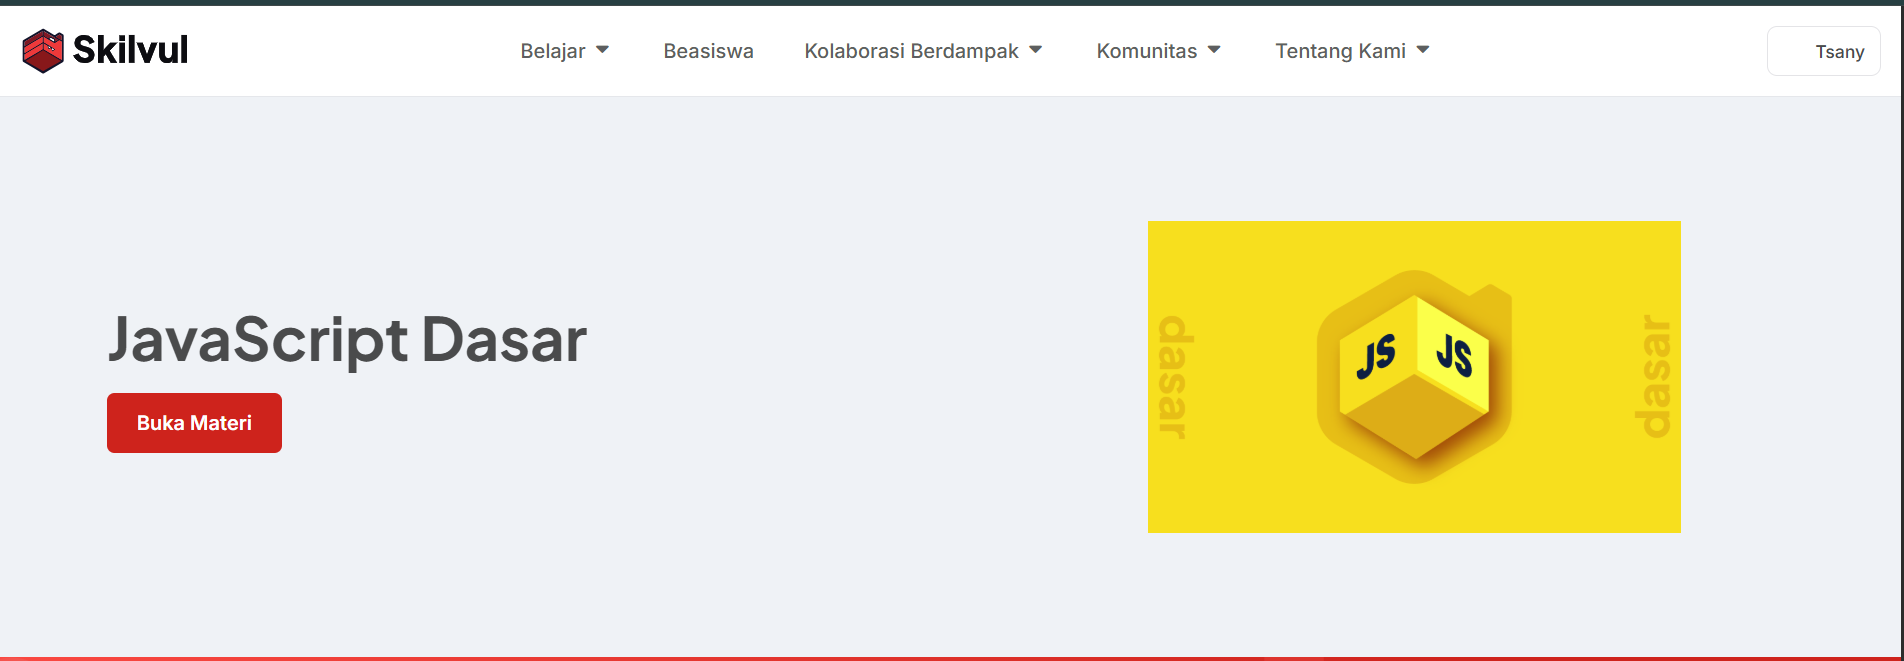 Skilvul
Belajar
Beasiswa
Kolaborasi Berdampak
Komunitas
Tentang Kami
Tsany
JavaScript Dasar
Buka Materi
dasar
JS
JS
dasar